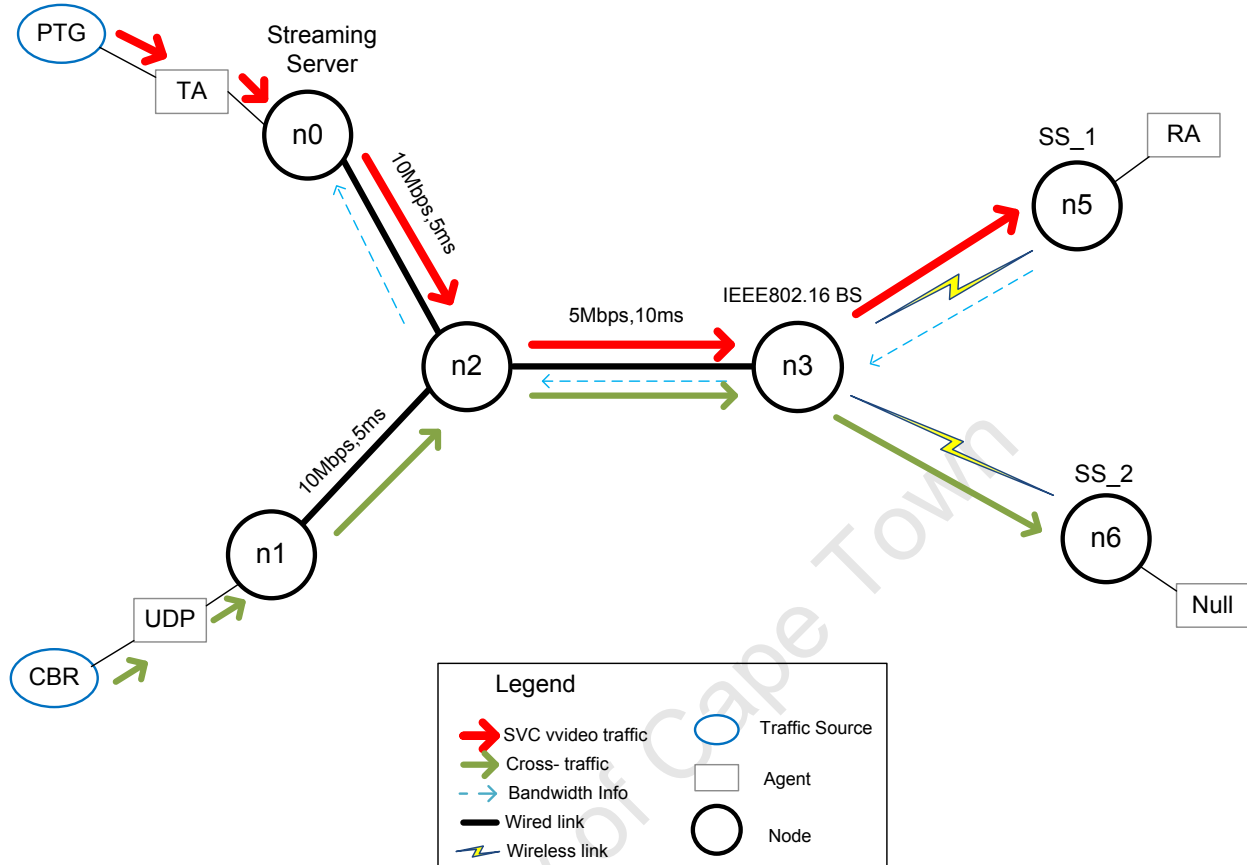 PTG
Streaming
Server
TA
n0
10Mbps,5ms
SS_1
RA
n5
IEEE802.16 BS
5Mbps,10ms
n2
n3
10Mbps,5ms
SS_2
n6
n1
Null
UDP
CBR
Legend
SVC vvideo traffic
Traffic Source
Cross- traffic
Bandwidth Info
Agent
Wired link
Wireless link
Node
of Cape Town